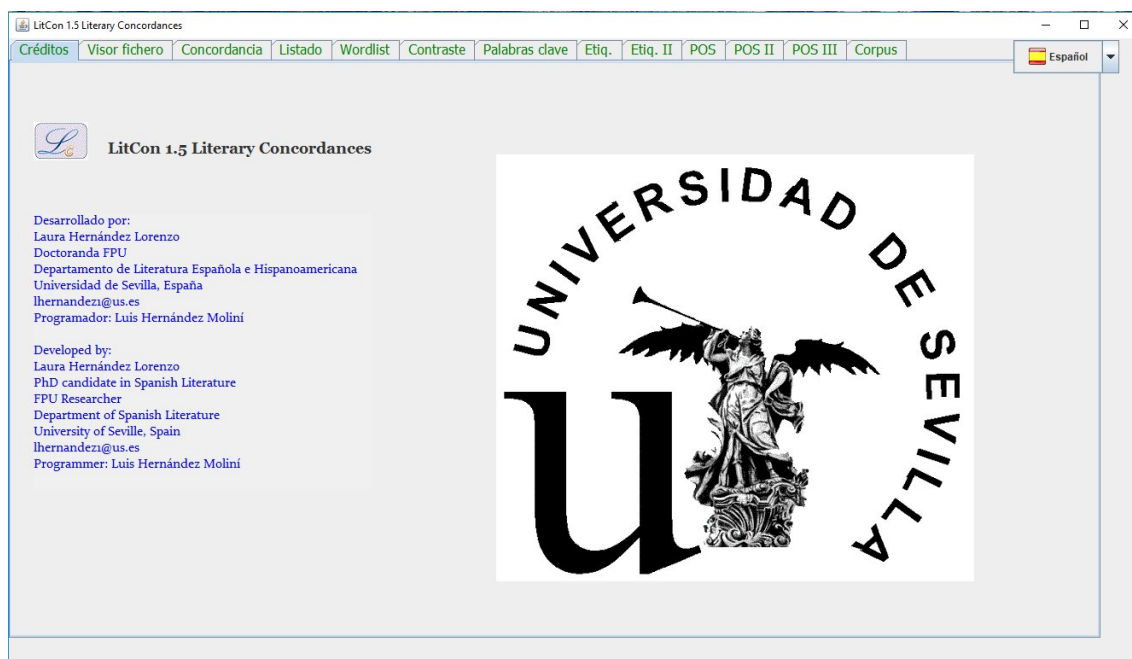 LitCon 1.5 Literary Concordances
Créditos Visor fichero Concordancia Listado Wordlist Contraste Palabras clave Etiq. Etiq. II POS POS II POS III Corpus
Español
LitCon 1.5 Literary Concordances
Desarrollado por:
Laura Hernández Lorenzo
Doctoranda FPU
Departamento de Literatura Española e Hispanoamericana
Universidad de Sevilla, España
lhernandez1@us.es
Programador: Luis Hernández Moliní
Developed by:
Laura Hernández Lorenzo
PhD candidate in Spanish Literature
FPU Researcher
Department of Spanish Literature
University of Seville, Spain
lhernandez1@us.es
Programmer: Luis Hernández Moliní
UNIVERSIDAD DE SEVILLA
u